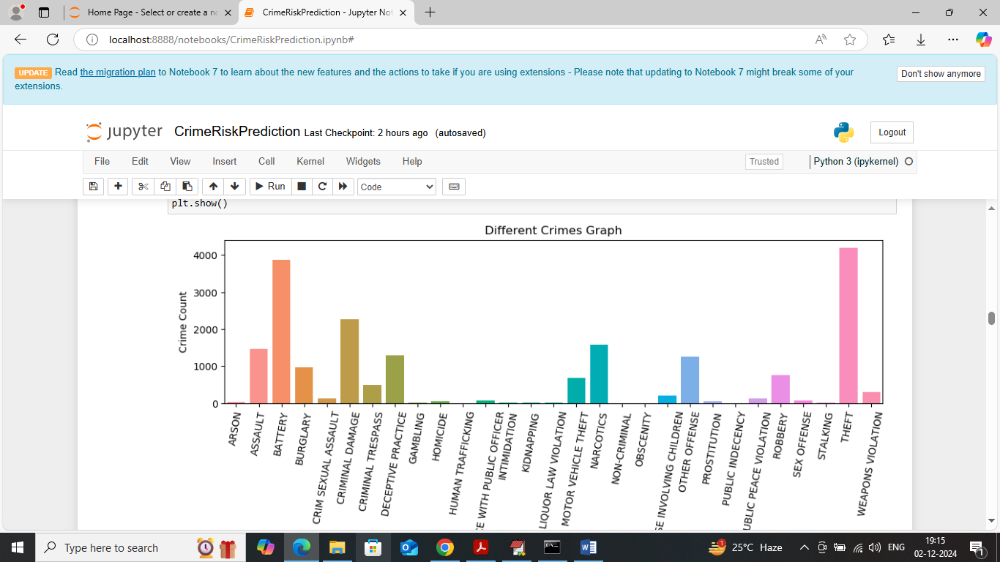 Home Page - Select or create a no
CrimeRiskPrediction - Jupyter Not
localhost:8888/notebooks/CrimeRiskPrediction.ipynb#
UPDATE Read the migration plan to Notebook 7 to learn about the new features and the actions to take if you are using extensions - Please note that updating to Notebook 7 might break some of your
extensions.
Don't show anymore
jupyter CrimeRiskPrediction Last Checkpoint: 2 hours ago (autosaved)
Logout
File Edit View Insert Cell Kernel Widgets Help
Trusted
Python 3 (ipykernel)
Run
Code
plt.show()
Different Crimes Graph
Crime Count
4000
3000
2000
1000
0
ARSON
ASSAULT
BATTERY
BURGLARY
CRIM SEXUAL ASSAULT
CRIMINAL DAMAGE
CRIMINAL TRESPASS
DECEPTIVE PRACTICE
GAMBLING
HOMICIDE
HUMAN TRAFFICKING
CE WITH PUBLIC OFFICER
INTIMIDATION
KIDNAPPING
LIQUOR LAW VIOLATION
MOTOR VEHICLE THEFT
NARCOTICS
NON-CRIMINAL
OBSCENITY
SE INVOLVING CHILDREN
OTHER OFFENSE
PROSTITUTION
PUBLIC INDECENCY
UBLIC PEACE VIOLATION
ROBBERY
SEX OFFENSE
STALKING
THEFT
WEAPONS VIOLATION
Type here to search
25°C Haze
ENG
19:15
02-12-2024
1